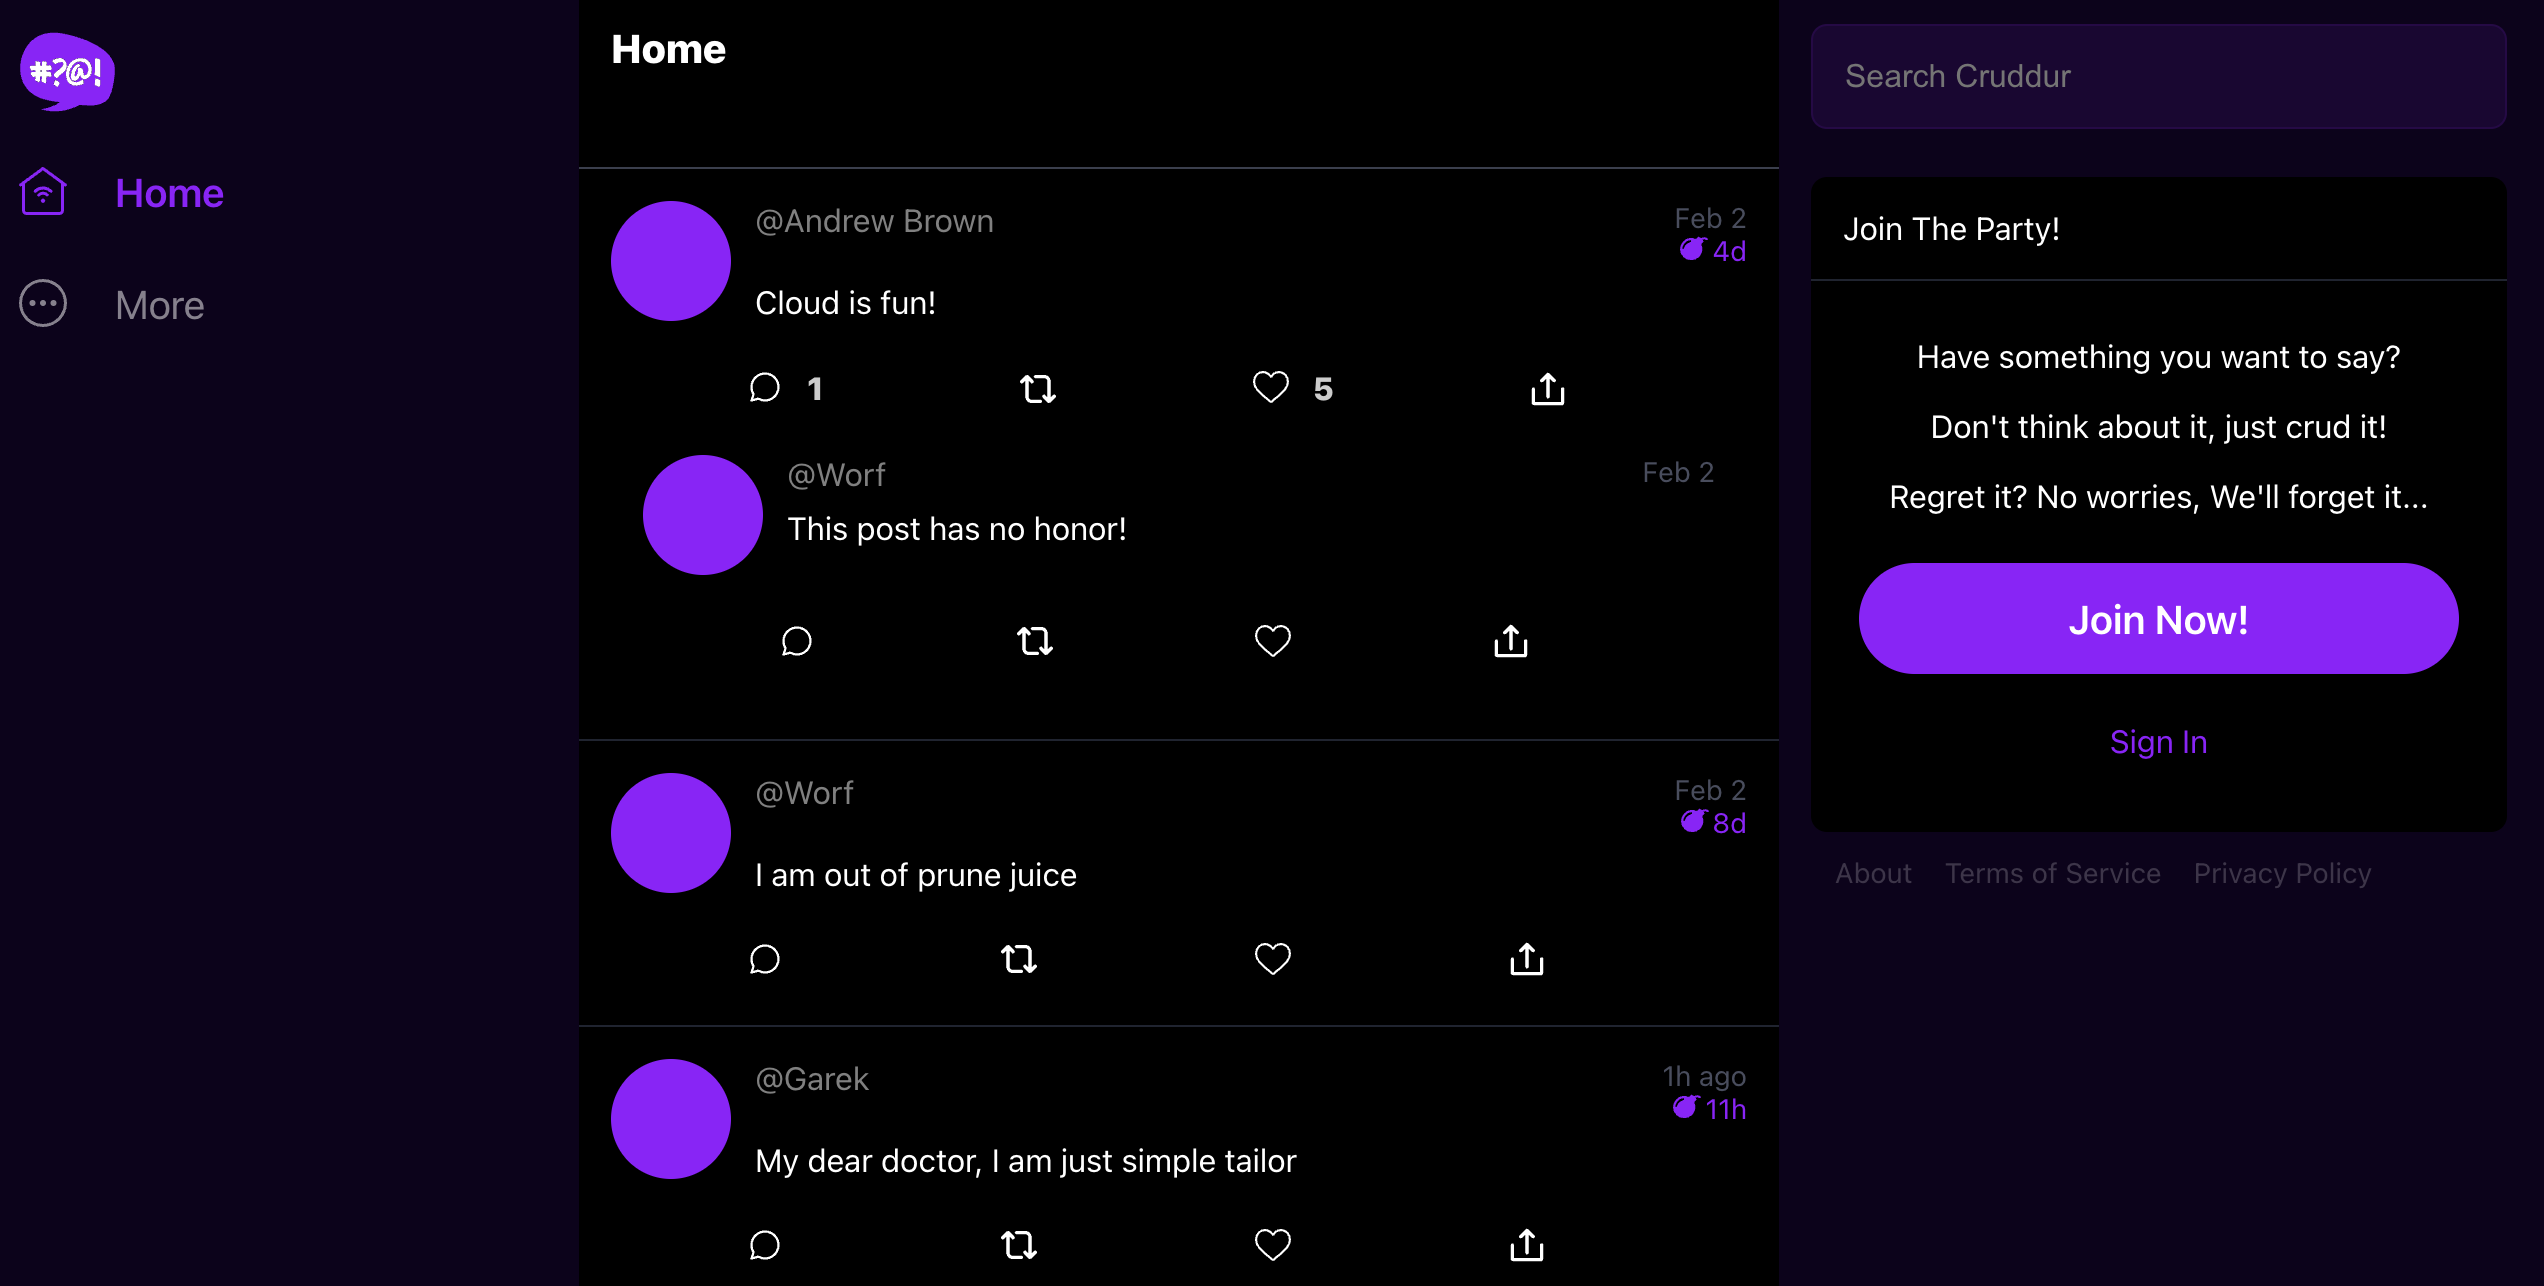 #?@!
Home
More
Home
@Andrew Brown
Feb 2
4d
Cloud is fun!
1
5
@Worf
Feb 2
This post has no honor!
@Worf
Feb 2
8d
I am out of prune juice
@Garek
1h ago
11h
My dear doctor, I am just simple tailor
Search Cruddur
Join The Party!
Have something you want to say?
Don't think about it, just crud it!
Regret it? No worries, We'll forget it...
Join Now!
Sign In
About Terms of Service Privacy Policy